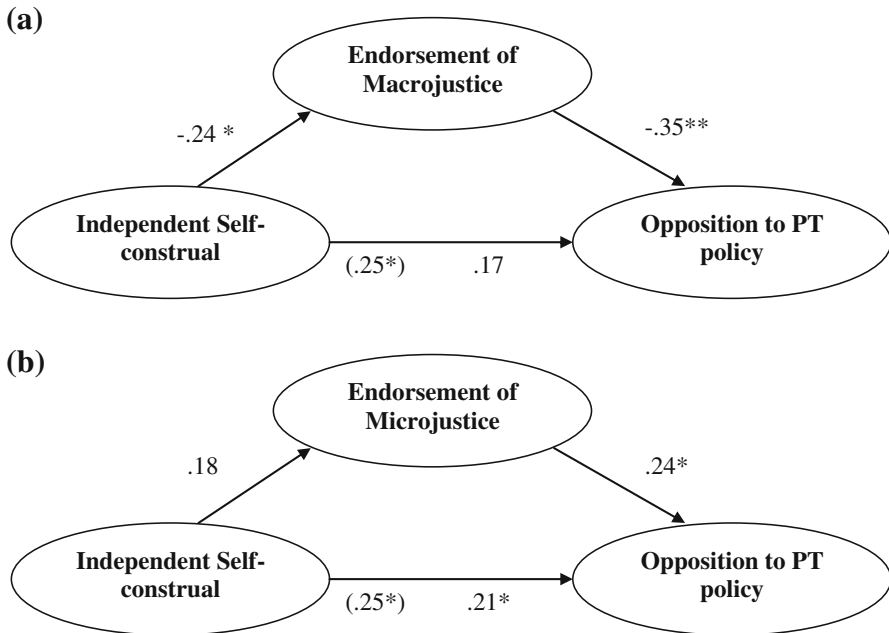 (a)
Endorsement of
Macrojustice
-.24 *
-.35**
Independent Self-
construal
Opposition to PT
policy
(.25*) .17
(b)
Endorsement of
Microjustice
.18
.24*
Independent Self-
construal
Opposition to PT
policy
(.25*) .21*